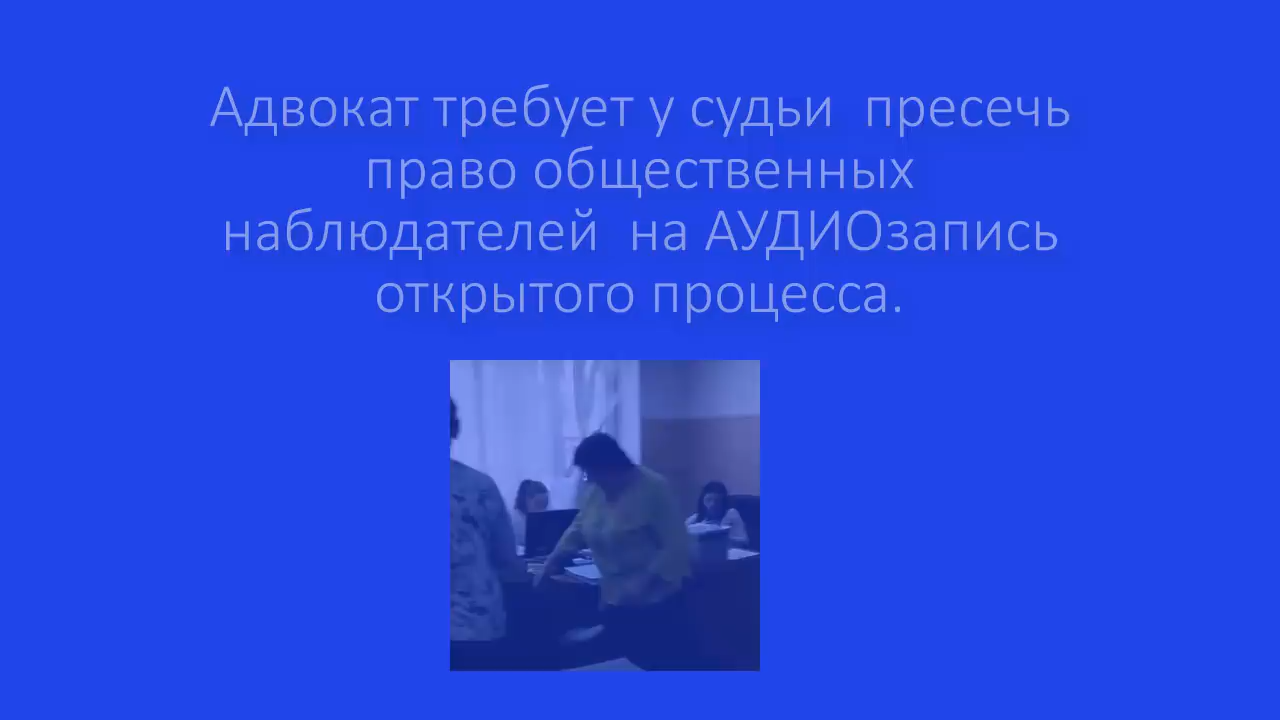 Адвокат требует у судьи  пресечь
право общественных
наблюдателей  на АУДИОзапись
открытого процесса.